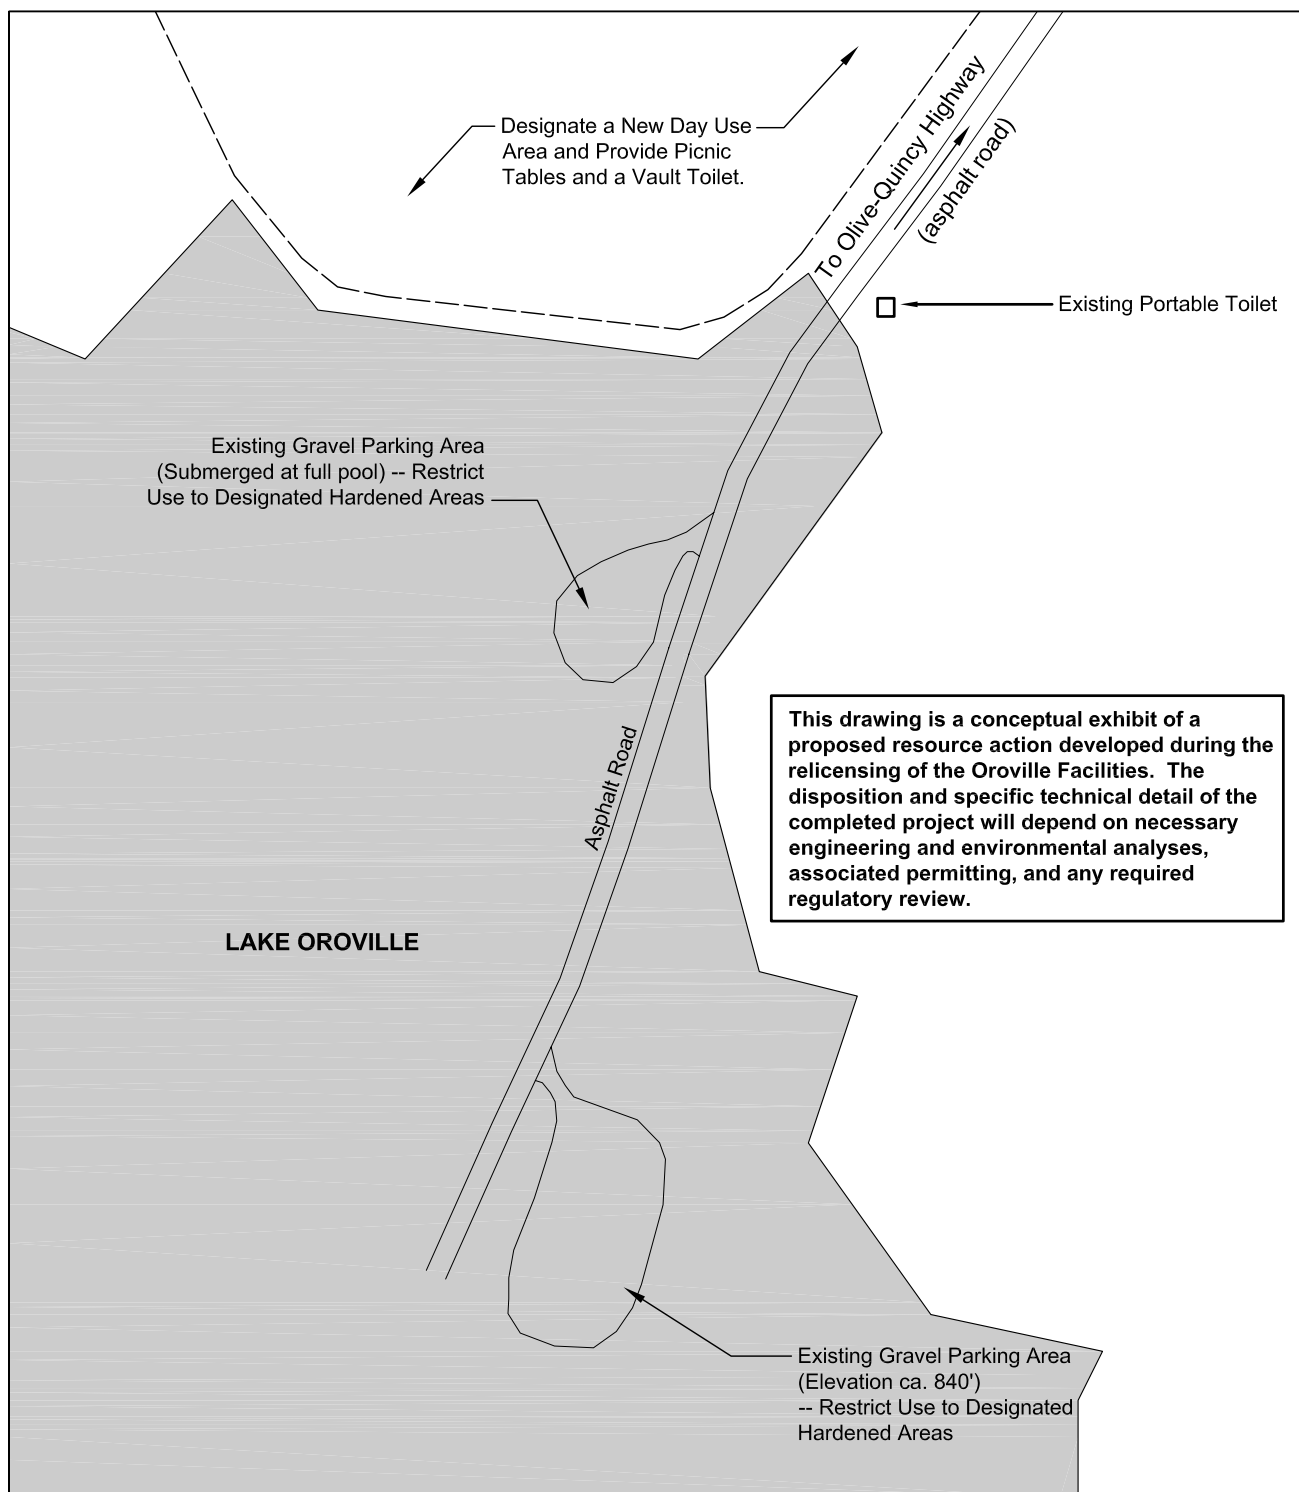 Designate a New Day Use
Area and Provide Picnic
Tables and a Vault Toilet.
To Olive-Quincy Highway
(asphalt road)
Existing Portable Toilet
Existing Gravel Parking Area
(Submerged at full pool) -- Restrict
Use to Designated Hardened Areas
Asphalt Road
This drawing is a conceptual exhibit of a
proposed resource action developed during the
relicensing of the Oroville Facilities.  The
disposition and specific technical detail of the
completed project will depend on necessary
engineering and environmental analyses,
associated permitting, and any required
regulatory review.
LAKE OROVILLE
Existing Gravel Parking Area
(Elevation ca. 840')
-- Restrict Use to Designated
Hardened Areas